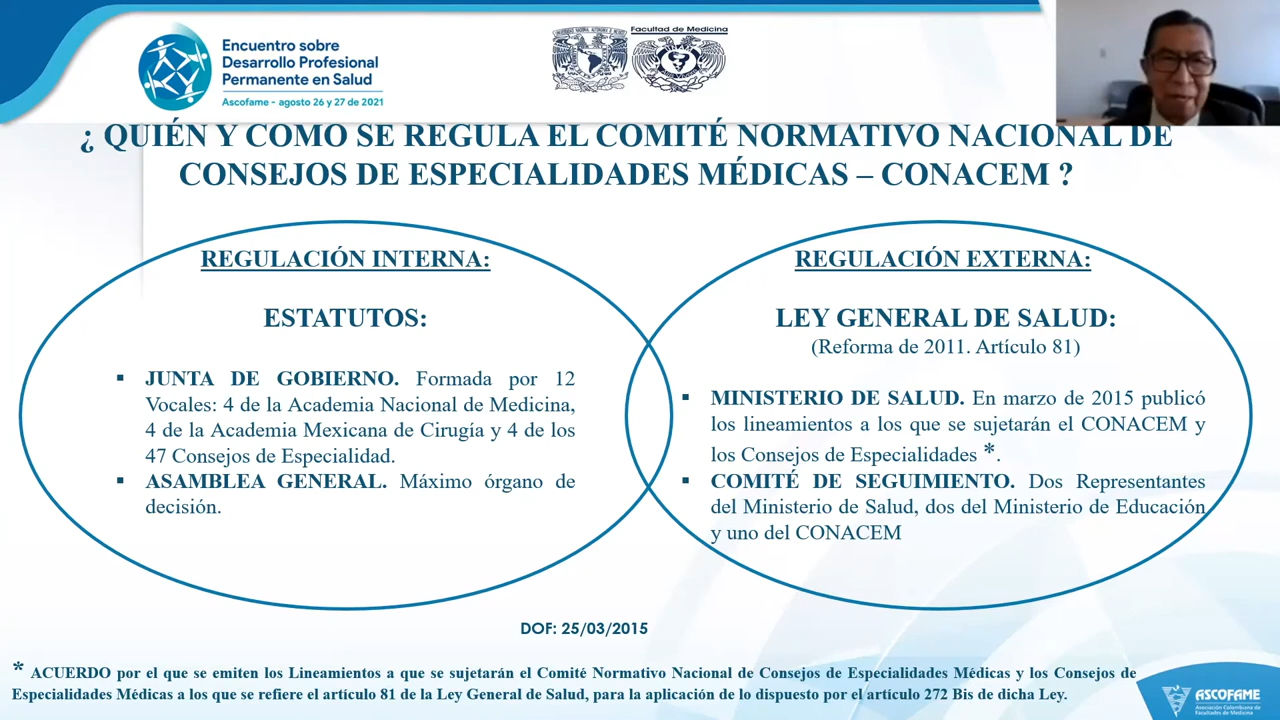 Encuentro sobre
Desarrollo Profesional
Permanente en Salud
Ascofame - agosto 26 y 27 de 2021
Facultad de Medicina
¿ QUIÉN Y COMO SE REGULA EL COMITÉ NORMATIVO NACIONAL DE
CONSEJOS DE ESPECIALIDADES MÉDICAS – CONACEM ?
REGULACIÓN INTERNA:
ESTATUTOS:
▪ JUNTA DE GOBIERNO. Formada por 12
Vocales: 4 de la Academia Nacional de Medicina,
4 de la Academia Mexicana de Cirugía y 4 de los
47 Consejos de Especialidad.
▪ ASAMBLEA GENERAL. Máximo órgano de
decisión.
REGULACIÓN EXTERNA:
LEY GENERAL DE SALUD:
(Reforma de 2011. Artículo 81)
▪ MINISTERIO DE SALUD. En marzo de 2015 publicó
los lineamientos a los que se sujetarán el CONACEM y
los Consejos de Especialidades *.
▪ COMITÉ DE SEGUIMIENTO. Dos Representantes
del Ministerio de Salud, dos del Ministerio de Educación
y uno del CONACEM
DOF: 25/03/2015
* ACUERDO por el que se emiten los Lineamientos a que se sujetarán el Comité Normativo Nacional de Consejos de Especialidades Médicas y los Consejos de
Especialidades Médicas a los que se refiere el artículo 81 de la Ley General de Salud, para la aplicación de lo dispuesto por el artículo 272 Bis de dicha Ley.
ASCOFAME
Asociación Colombiana de
Facultades de Medicina